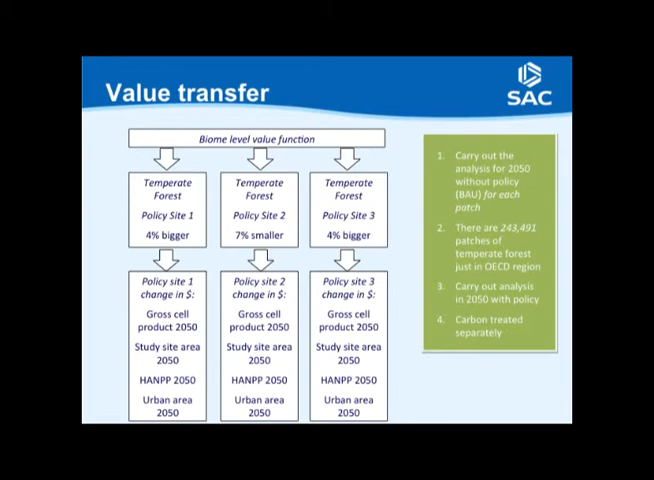 Value transfer
SAC
Biome level value function
Temperate
Forest
Policy Site 1
4% bigger
Temperate
Forest
Policy Site 2
7% smaller
Temperate
Forest
Policy Site 3
4% bigger
Policy site 1
change in $:
Gross cell
product 2050
Study site area
2050
HANPP 2050
Urban area
2050
Policy site 2
change in $:
Gross cell
product 2050
Study site area
2050
HANPP 2050
Urban area
2050
Policy site 3
change in $:
Gross cell
product 2050
Study site area
2050
HANPP 2050
Urban area
2050
1. Carry out the
analysis for 2050
without policy
(BAU) for each
patch
2. There are 243,491
patches of
temperate forest
just in OECD region
3. Carry out analysis
in 2050 with policy
4. Carbon treated
separately